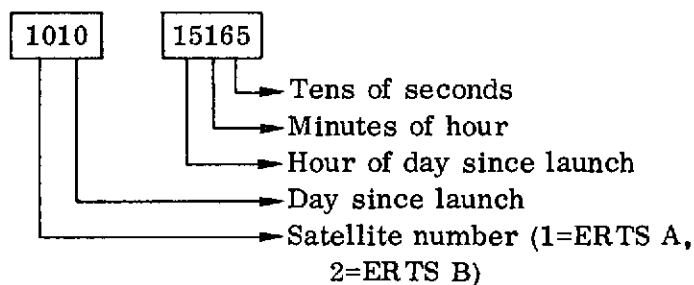 1010 15165
Tens of seconds
Minutes of hour
Hour of day since launch
Day since launch
Satellite number (1=ERTS A,
2=ERTS B)